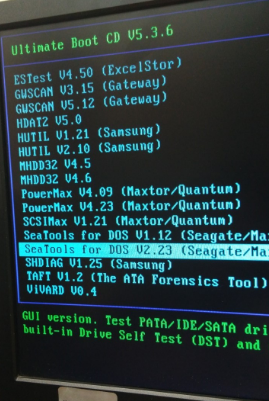 Ultimate Boot CD V5.3.6
ESTest V4.50 (ExcelStor)
GWSCAN V3.15 (Gateway)
GWSCAN V5.12 (Gateway)
HDAT2 V5.0
HUTIL V1.21 (Samsung)
HUTIL V2.10 (Samsung)
MHDD32 V4.5
MHDD32 V4.6
PowerMax V4.09 (Maxtor/Quantum)
PowerMax V4.23 (Maxtor/Quantum)
SCSIMax V1.21 (Maxtor/Quantum)
SeaTools for DOS V1.12 (Seagate/Ma
SeaTools for DOS V2.23 (Seagate/Ma
SHDIAG V1.25 (Samsung)
TAFT V1.2 (The ATA Forensics Tool)
ViVARD V0.4
GUI version. Test PATA/IDE/SATA dri
built-in Drive Self Test (DST) and